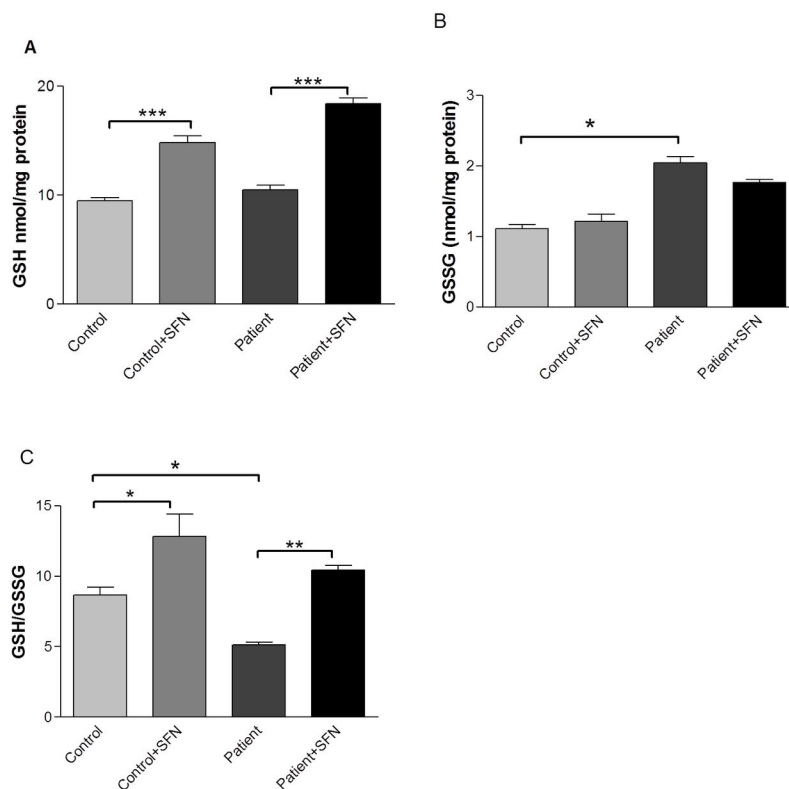 A
GSH nmol/mg protein
20
10
0
***
***
Control
Control+SFN
Patient
Patient+SFN
B
GSSG (nmol/mg protein)
3
2
1
0
*
Control
Control+SFN
Patient
Patient+SFN
C
GSH/GSSG
15
10
5
0
*
*
**
Control
Control+SFN
Patient
Patient+SFN